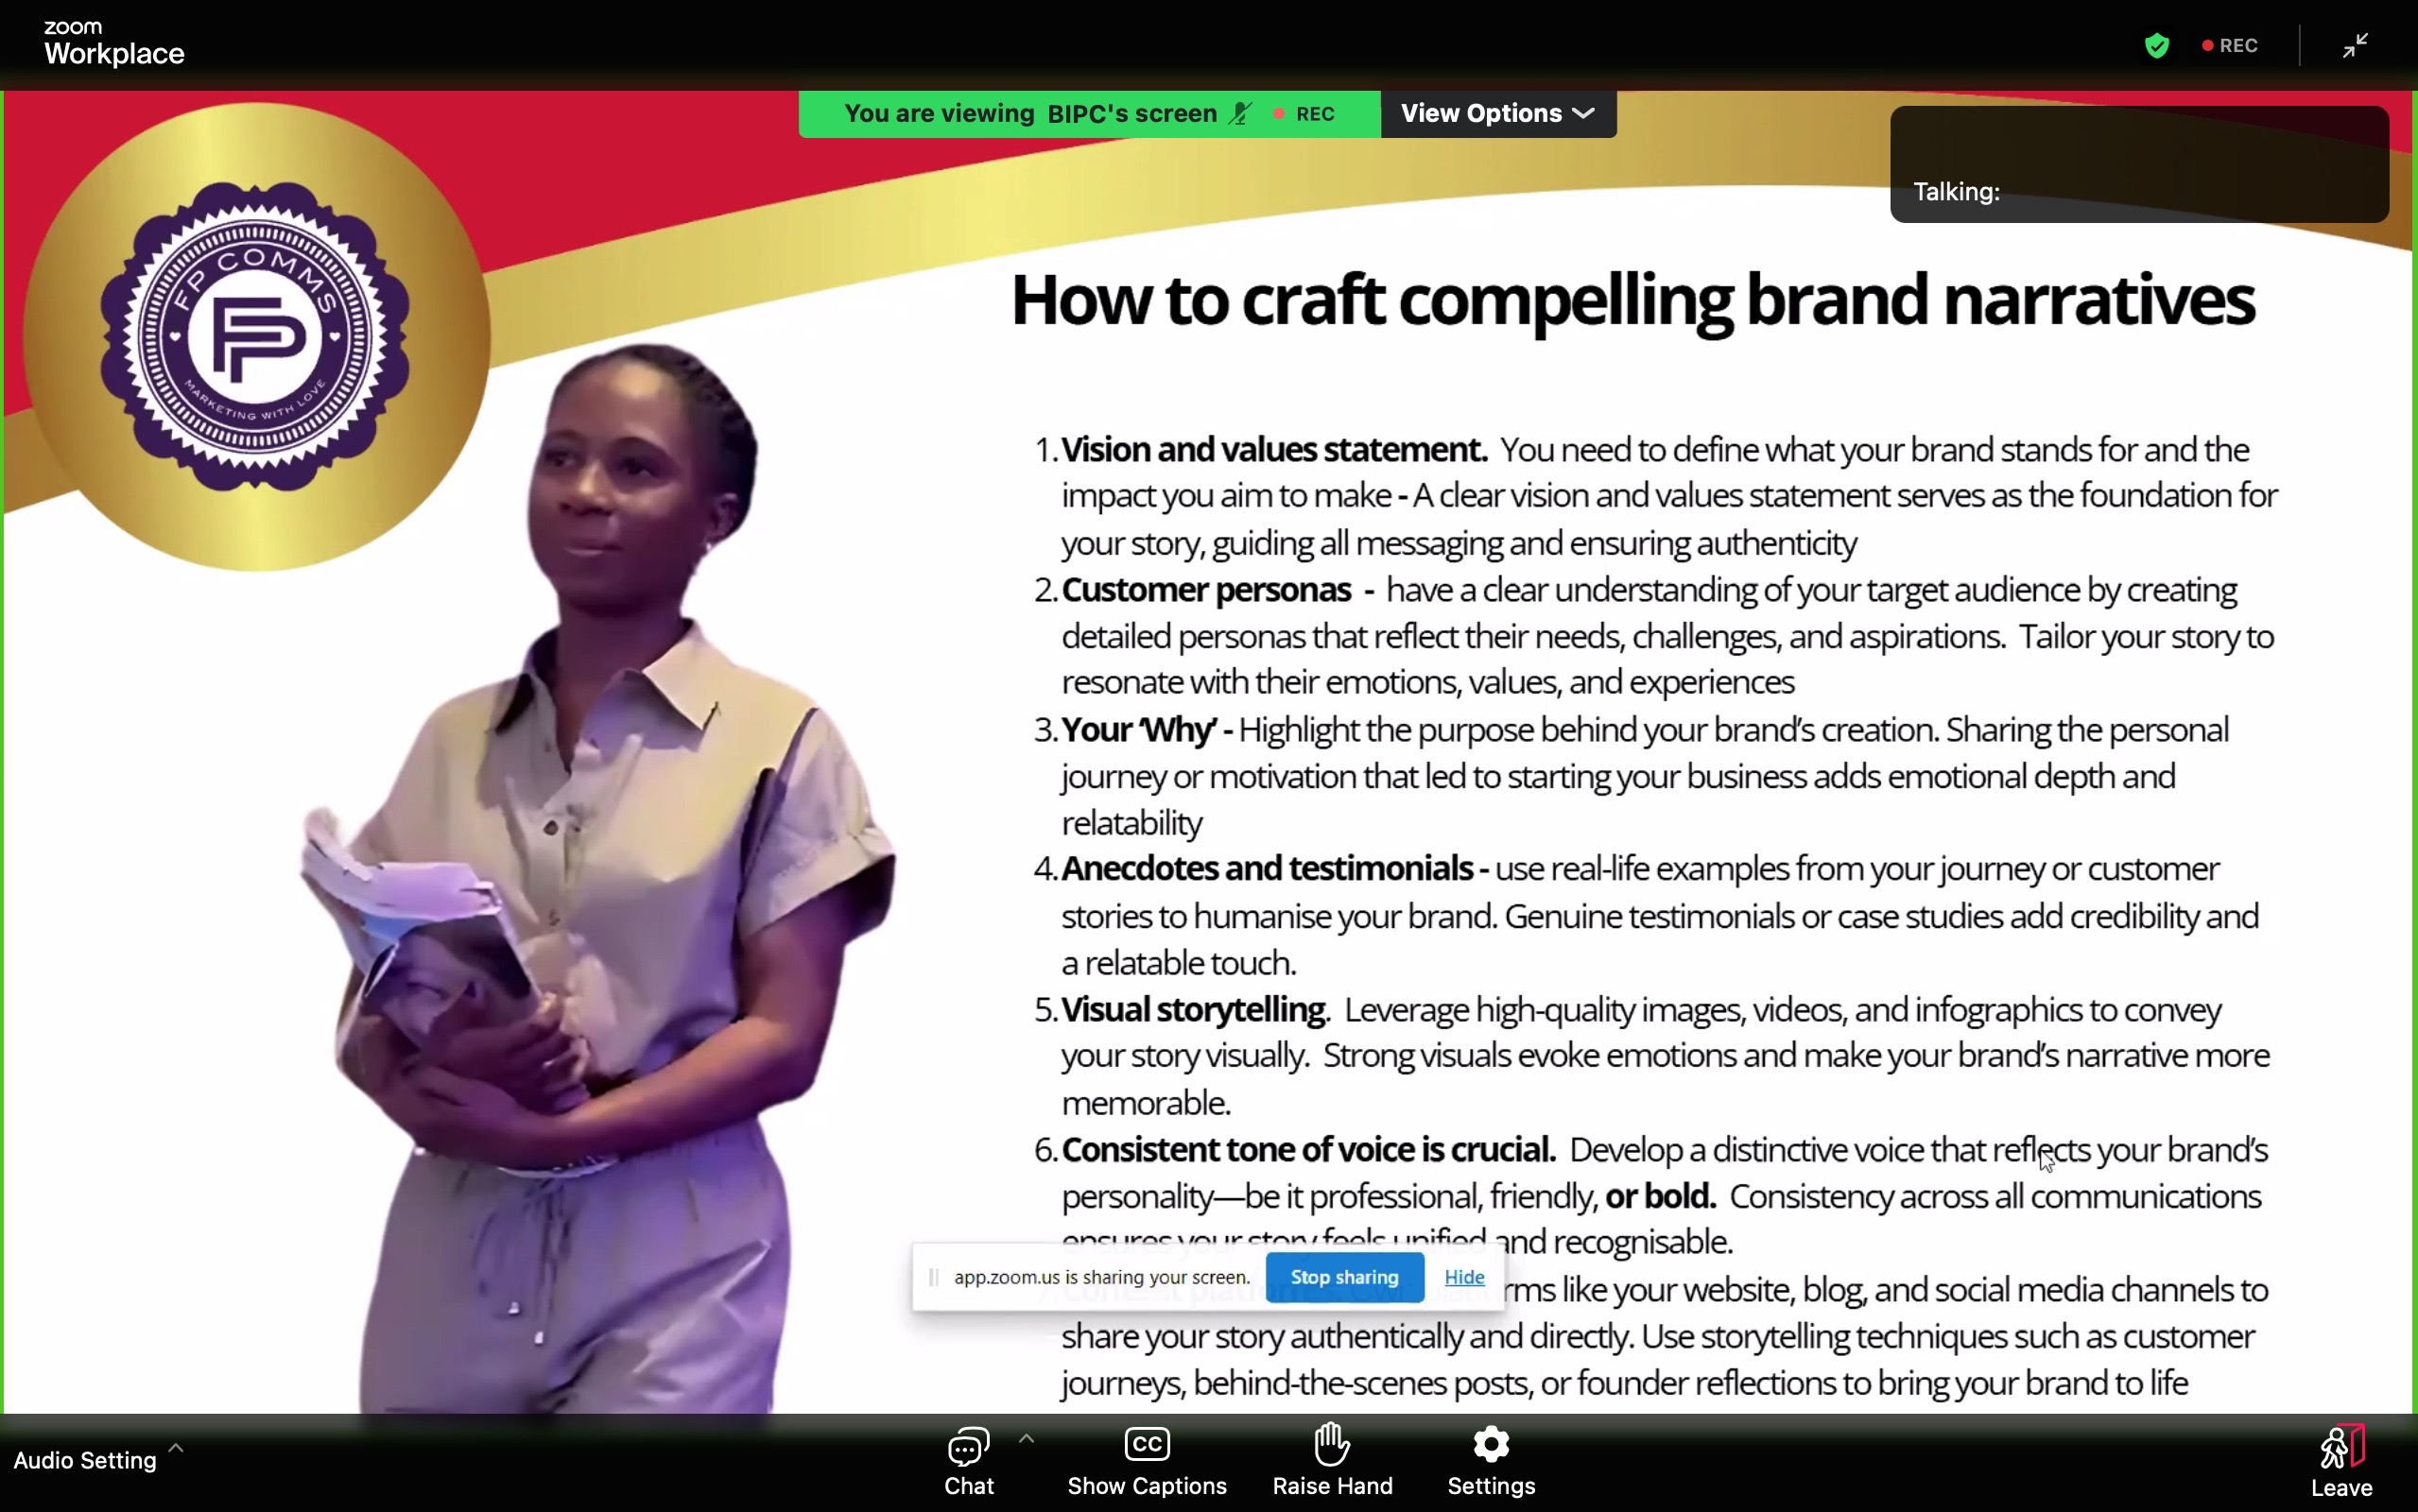 zoom
Workplace
REC
You are viewing BIPC's screen REC View Options
Talking:
FP COMMS
FP
MARKETING WITH LOVE
How to craft compelling brand narratives
1. Vision and values statement. You need to define what your brand stands for and the
impact you aim to make - A clear vision and values statement serves as the foundation for
your story, guiding all messaging and ensuring authenticity
2. Customer personas - have a clear understanding of your target audience by creating
detailed personas that reflect their needs, challenges, and aspirations. Tailor your story to
resonate with their emotions, values, and experiences
3. Your ‘Why’ - Highlight the purpose behind your brand’s creation. Sharing the personal
journey or motivation that led to starting your business adds emotional depth and
relatability
4. Anecdotes and testimonials - use real-life examples from your journey or customer
stories to humanise your brand. Genuine testimonials or case studies add credibility and
a relatable touch.
5. Visual storytelling. Leverage high-quality images, videos, and infographics to convey
your story visually. Strong visuals evoke emotions and make your brand’s narrative more
memorable.
6. Consistent tone of voice is crucial. Develop a distinctive voice that reflects your brand’s
personality—be it professional, friendly, or bold. Consistency across all communications
ensures your story feels unified and recognisable.
app.zoom.us is sharing your screen. Stop sharing Hide
like your website, blog, and social media channels to
share your story authentically and directly. Use storytelling techniques such as customer
journeys, behind-the-scenes posts, or founder reflections to bring your brand to life
Audio Setting
Chat
CC
Show Captions
Raise Hand
Settings
Leave